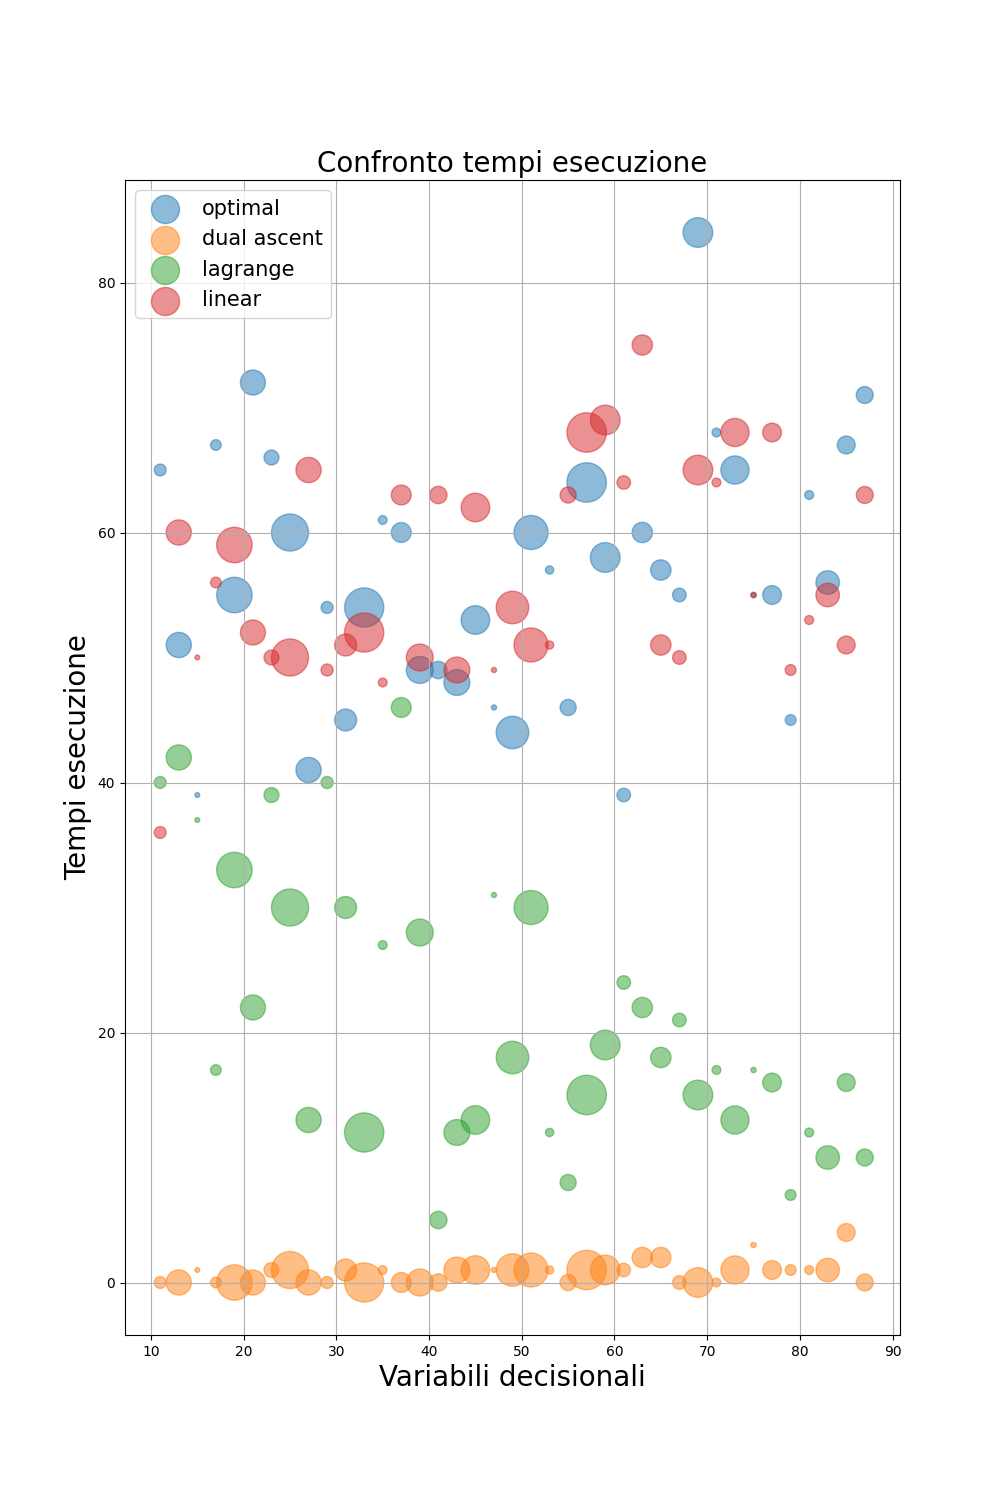 Confronto tempi esecuzione
optimal
dual ascent
lagrange
linear
Tempi esecuzione
80
60
40
20
0
10 20 30 40 50 60 70 80 90
Variabili decisionali